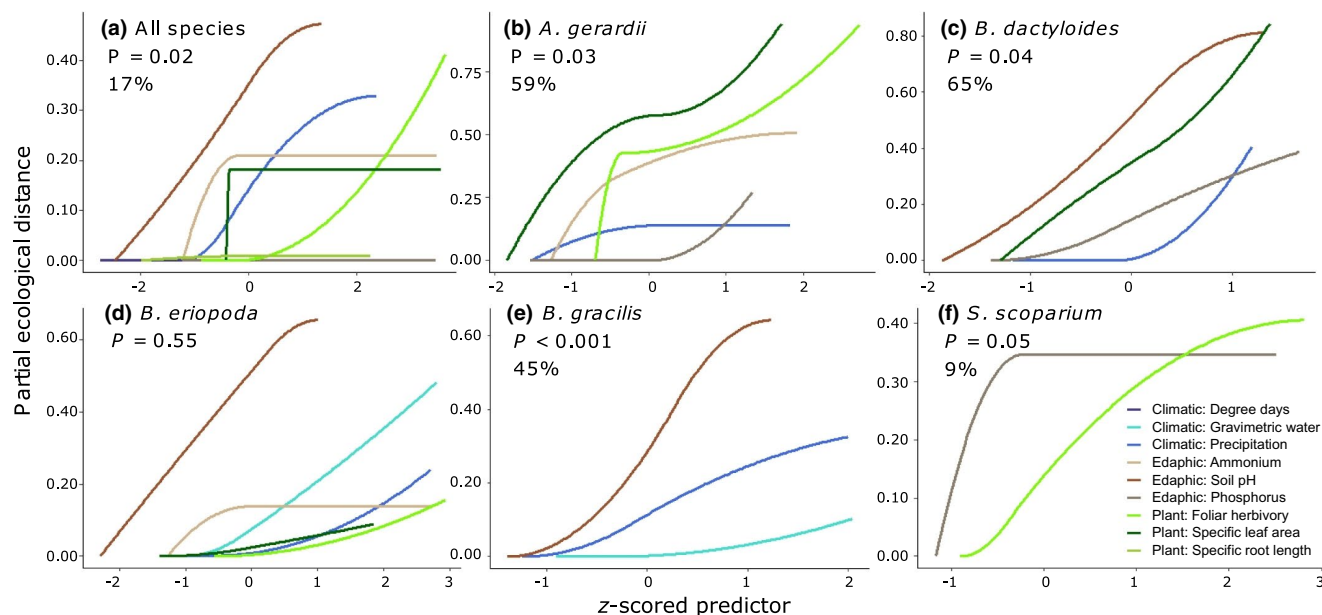 (a) All species
P = 0.02
17%
(b) A. gerardii
P = 0.03
59%
(c) B. dactyloides
P = 0.04
65%
0.40
0.30
0.20
0.10
0.00
-2
0
2
0.75
0.50
0.25
0.00
-2
-1
0
1
2
3
0.80
0.60
0.40
0.20
0.00
-2
-1
0
1
Partial ecological distance
(d) B. eriopoda
P = 0.55
(e) B. gracilis
P < 0.001
45%
(f) S. scoparium
P = 0.05
9%
0.60
0.40
0.20
0.00
-2
-1
0
1
2
3
0.60
0.40
0.20
0.00
-1
0
1
2
0.40
0.30
0.20
0.10
0.00
-1
0
1
2
3
Climatic: Degree days
Climatic: Gravimetric water
Climatic: Precipitation
Edaphic: Ammonium
Edaphic: Soil pH
Edaphic: Phosphorus
Plant: Foliar herbivory
Plant: Specific leaf area
Plant: Specific root length
z-scored predictor